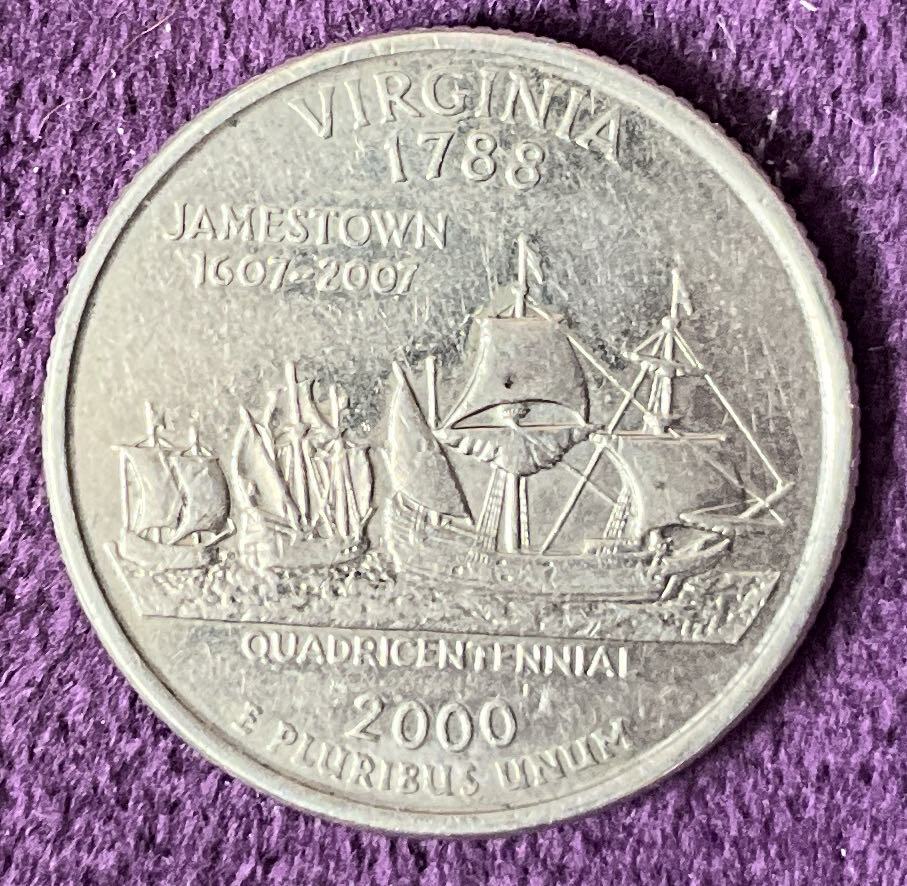 VIRGINIA
1788
JAMESTOWN
1607-2007
QUADRICENTENNIAL
2000
E PLURIBUS UNUM